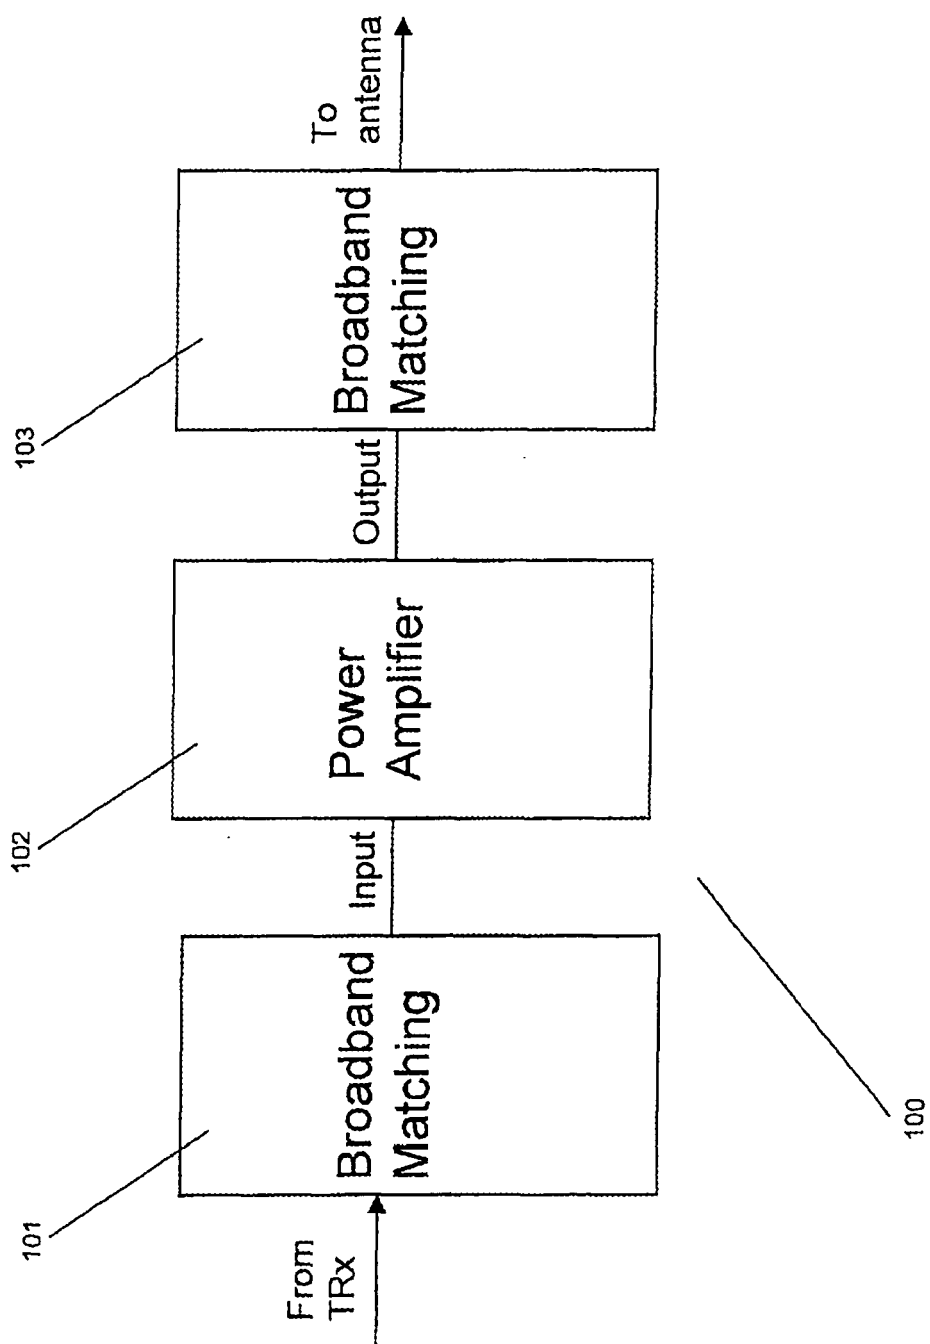 From
TRx
101
Broadband
Matching
Input
102
Power
Amplifier
Output
103
Broadband
Matching
To
antenna
100